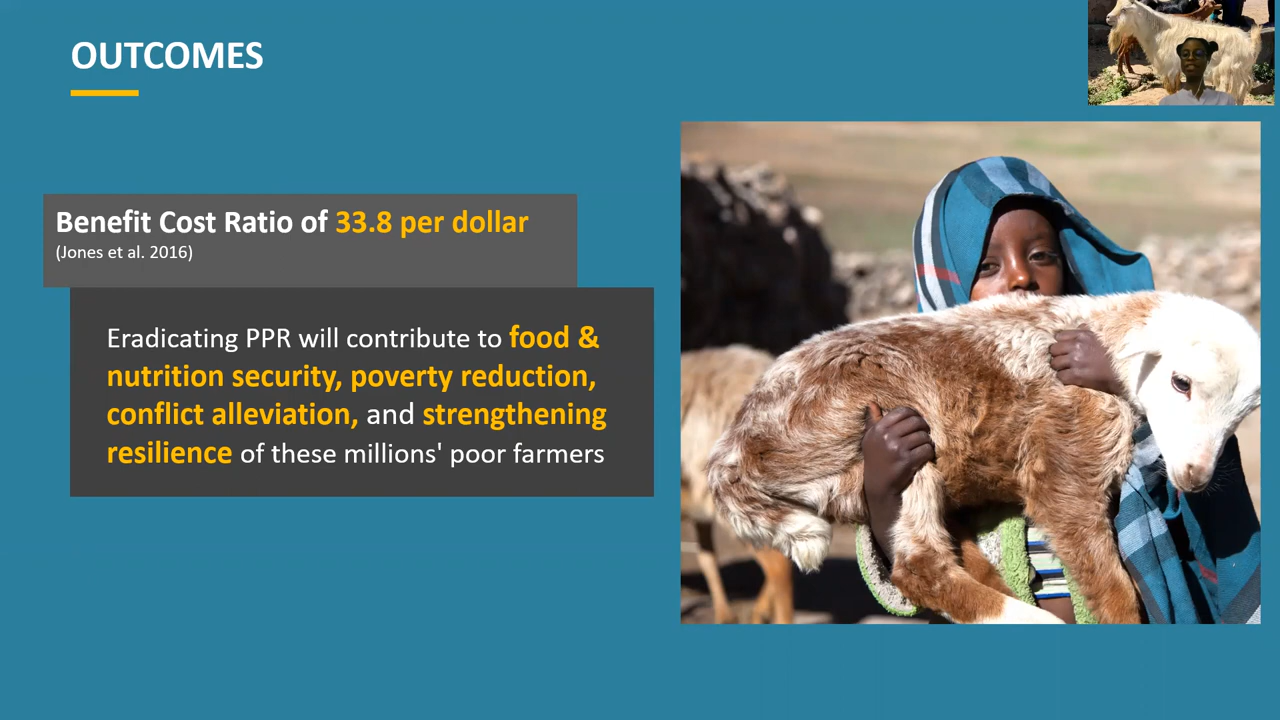 OUTCOMES
Benefit Cost Ratio of 33.8 per dollar
(Jones et al. 2016)
Eradicating PPR will contribute to food &
nutrition security, poverty reduction,
conflict alleviation, and strengthening
resilience of these millions' poor farmers